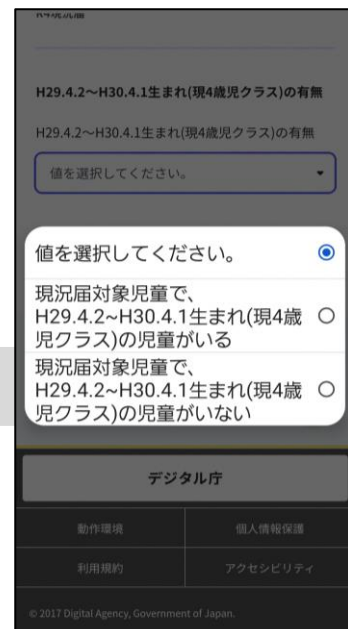 R4現況届
H29.4.2～H30.4.1生まれ(現4歳児クラス)の有無
H29.4.2～H30.4.1生まれ(現4歳児クラス)の有無
値を選択してください。
値を選択してください。
現況届対象児童で、
H29.4.2~H30.4.1生まれ(現4歳
児クラス)の児童がいる
現況届対象児童で、
H29.4.2~H30.4.1生まれ(現4歳
児クラス)の児童がいない
デジタル庁
動作環境 個人情報保護
利用規約 アクセシビリティ
© 2017 Digital Agency, Government of Japan.